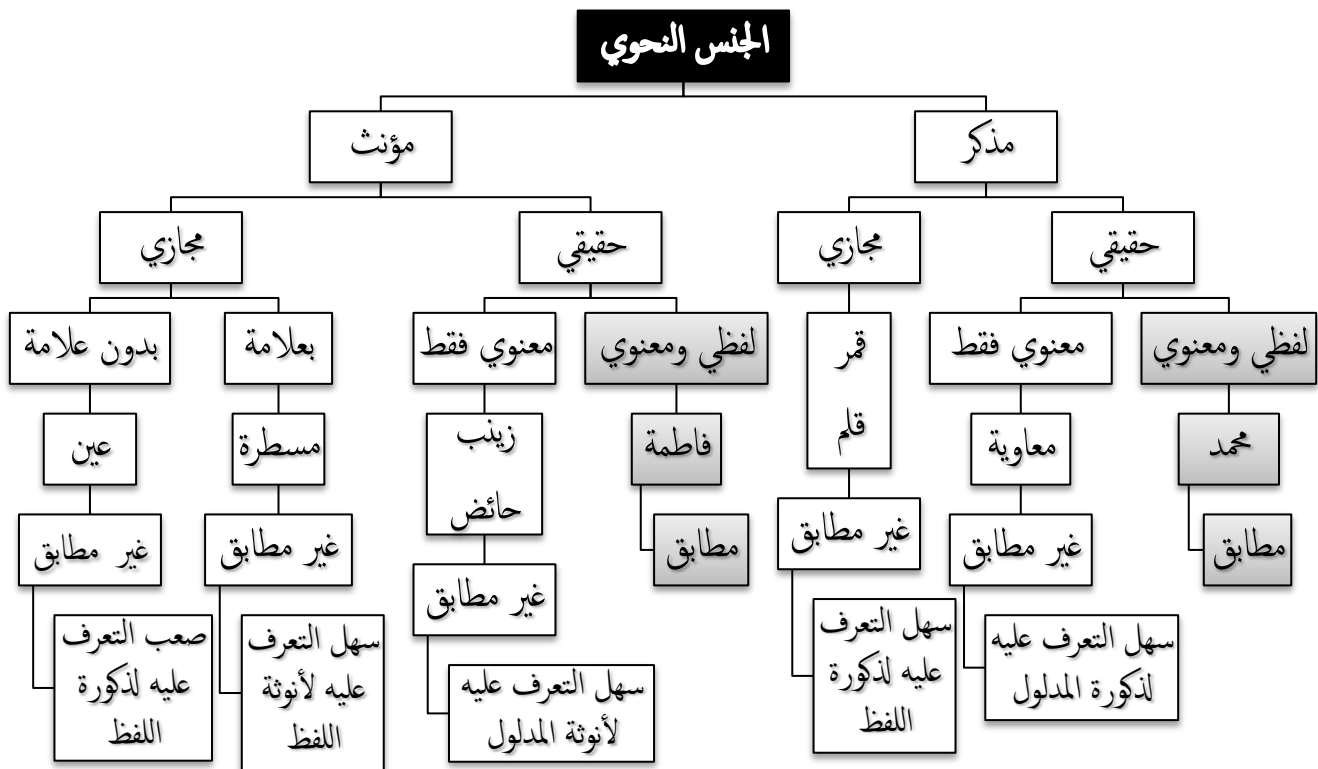 الجنس النحوي
مذكر
مؤنث
حقيقي
مجازي
حقيقي
مجازي
لفظي ومعنوي
معنوي فقط
قمر
قلم
لفظي ومعنوي
معنوي فقط
بعلامة
بدون علامة
محمد
معاوية
فاطمة
زينب
حائض
مسطرة
عين
مطابق
غير مطابق
غير مطابق
مطابق
غير مطابق
غير مطابق
غير مطابق
سهل التعرف عليه
لذكورة المدلول
سهل التعرف
عليه لذكورة
اللفظ
سهل التعرف عليه
لأنوثة المدلول
سهل التعرف
عليه لأنوثة
اللفظ
صعب التعرف
عليه لذكورة
اللفظ